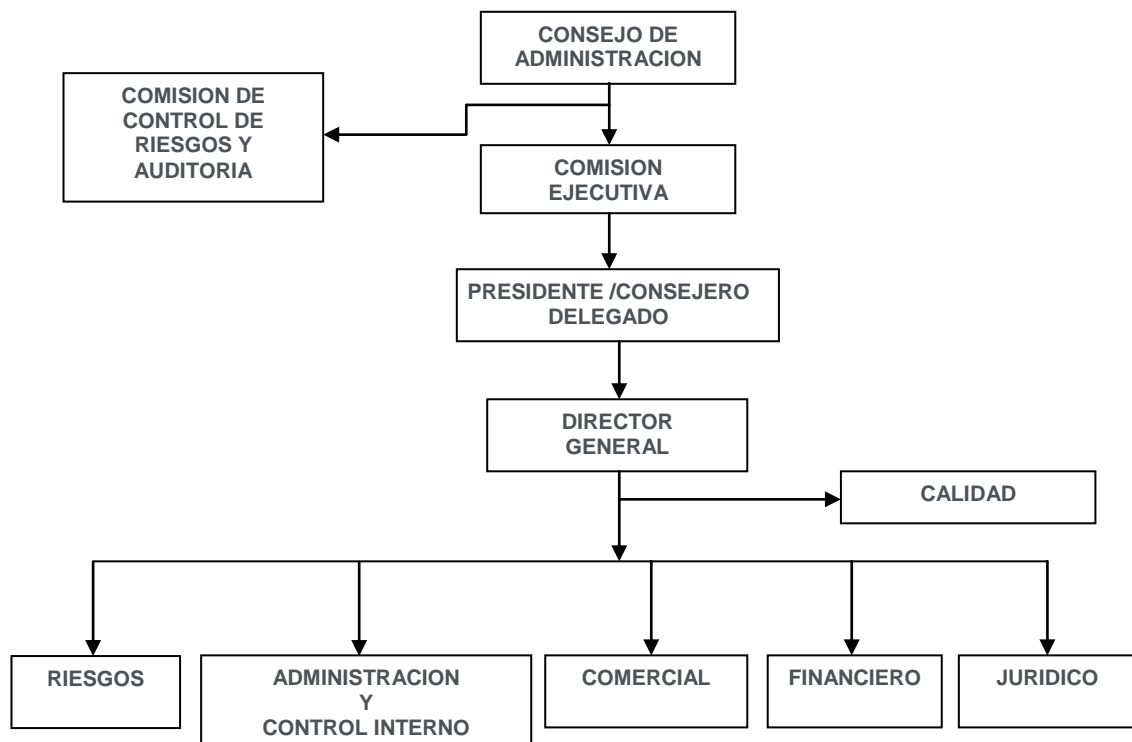 CONSEJO DE
ADMINISTRACION
COMISION DE
CONTROL DE
RIESGOS Y
AUDITORIA
COMISION
EJECUTIVA
PRESIDENTE /CONSEJERO
DELEGADO
DIRECTOR
GENERAL
CALIDAD
RIESGOS
ADMINISTRACION
Y
CONTROL INTERNO
COMERCIAL
FINANCIERO
JURIDICO